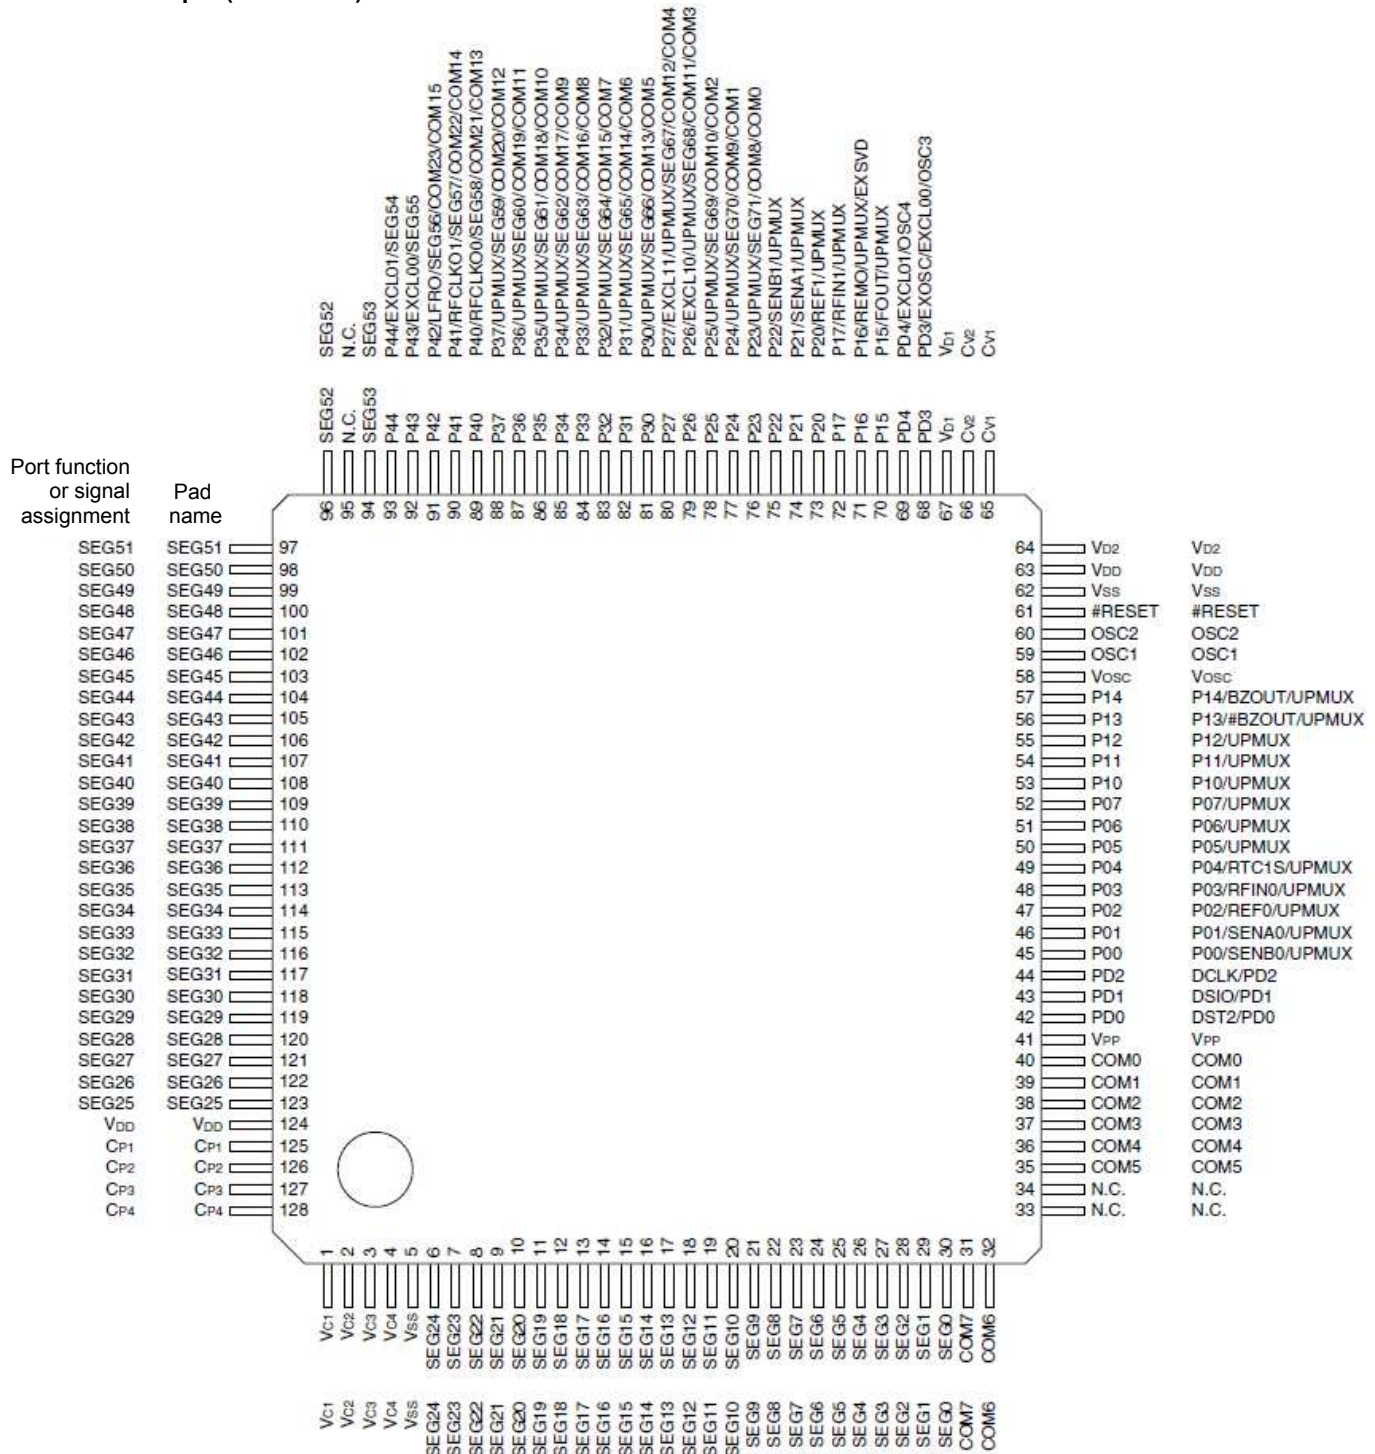 SEG52
N.C.
SEG53
P44/EXCL01/SEG54
P43/EXCL00/SEG55
P42/LFRO/SEG56/COM23/COM15
P41/RFCLKO1/SEG57/COM22/COM14
P40/RFCLKO0/SEG58/COM21/COM13
P37/UPMUX/SEG59/COM20/COM12
P36/UPMUX/SEG60/COM19/COM11
P35/UPMUX/SEG61/COM18/COM10
P34/UPMUX/SEG62/COM17/COM9
P33/UPMUX/SEG63/COM16/COM8
P32/UPMUX/SEG64/COM15/COM7
P31/UPMUX/SEG65/COM14/COM6
P30/UPMUX/SEG66/COM13/COM5
P27/EXCL11/UPMUX/SEG67/COM12/COM4
P26/EXCL10/UPMUX/SEG68/COM11/COM3
P25/UPMUX/SEG69/COM10/COM2
P24/UPMUX/SEG70/COM9/COM1
P23/UPMUX/SEG71/COM8/COM0
P22/SENB1/UPMUX
P21/SENA1/UPMUX
P20/REF1/UPMUX
P17/RFIN1/UPMUX
P16/REMO/UPMUX/EXSVD
P15/FOUT/UPMUX
PD4/EXCL01/OSC4
PD3/EXOSC/EXCL00/OSC3
VD1
CV2
CV1
SEG52 N.C. SEG53 P44 P43 P42 P41 P40 P37 P36 P35 P34 P33 P32 P31 P30 P27 P26 P25 P24 P23 P22 P21 P20 P17 P16 P15 PD4 PD3 VD1 CV2 CV1
96 95 94 93 92 91 90 89 88 87 86 85 84 83 82 81 80 79 78 77 76 75 74 73 72 71 70 69 68 67 66 65
Port function
or signal
assignment
Pad
name
SEG51 SEG51 97 64 VD2 VD2
SEG50 SEG50 98 63 VDD VDD
SEG49 SEG49 99 62 VSS VSS
SEG48 SEG48 100 61 #RESET #RESET
SEG47 SEG47 101 60 OSC2 OSC2
SEG46 SEG46 102 59 OSC1 OSC1
SEG45 SEG45 103 58 VOSC VOSC
SEG44 SEG44 104 57 P14 P14/BZOUT/UPMUX
SEG43 SEG43 105 56 P13 P13/#BZOUT/UPMUX
SEG42 SEG42 106 55 P12 P12/UPMUX
SEG41 SEG41 107 54 P11 P11/UPMUX
SEG40 SEG40 108 53 P10 P10/UPMUX
SEG39 SEG39 109 52 P07 P07/UPMUX
SEG38 SEG38 110 51 P06 P06/UPMUX
SEG37 SEG37 111 50 P05 P05/UPMUX
SEG36 SEG36 112 49 P04 P04/RTC1S/UPMUX
SEG35 SEG35 113 48 P03 P03/RFIN0/UPMUX
SEG34 SEG34 114 47 P02 P02/REF0/UPMUX
SEG33 SEG33 115 46 P01 P01/SENA0/UPMUX
SEG32 SEG32 116 45 P00 P00/SENB0/UPMUX
SEG31 SEG31 117 44 PD2 DCLK/PD2
SEG30 SEG30 118 43 PD1 DSIO/PD1
SEG29 SEG29 119 42 PD0 DST2/PD0
SEG28 SEG28 120 41 VPP VPP
SEG27 SEG27 121 40 COM0 COM0
SEG26 SEG26 122 39 COM1 COM1
SEG25 SEG25 123 38 COM2 COM2
VDD VDD 124 37 COM3 COM3
CP1 CP1 125 36 COM4 COM4
CP2 CP2 126 35 COM5 COM5
CP3 CP3 127 34 N.C. N.C.
CP4 CP4 128 33 N.C. N.C.
1 2 3 4 5 6 7 8 9 10 11 12 13 14 15 16 17 18 19 20 21 22 23 24 25 26 27 28 29 30 31 32
VC1 VC2 VC3 VC4 VSS SEG24 SEG23 SEG22 SEG21 SEG20 SEG19 SEG18 SEG17 SEG16 SEG15 SEG14 SEG13 SEG12 SEG11 SEG10 SEG9 SEG8 SEG7 SEG6 SEG5 SEG4 SEG3 SEG2 SEG1 SEG0 COM7 COM6
VC1 VC2 VC3 VC4 VSS SEG24 SEG23 SEG22 SEG21 SEG20 SEG19 SEG18 SEG17 SEG16 SEG15 SEG14 SEG13 SEG12 SEG11 SEG10 SEG9 SEG8 SEG7 SEG6 SEG5 SEG4 SEG3 SEG2 SEG1 SEG0 COM7 COM6